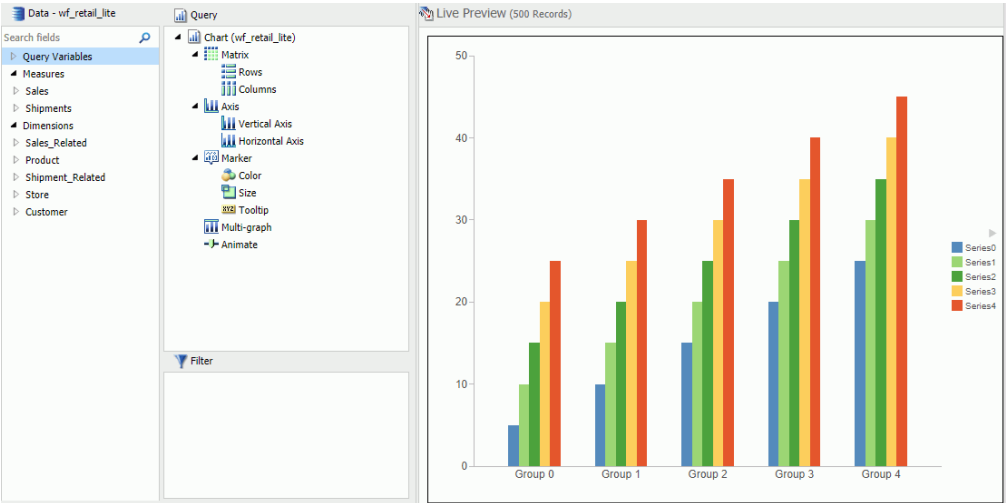 Data - wf_retail_lite
Search fields
Query Variables
Measures
Sales
Shipments
Dimensions
Sales_Related
Product
Shipment_Related
Store
Customer
Query
Chart (wf_retail_lite)
Matrix
Rows
Columns
Axis
Vertical Axis
Horizontal Axis
Marker
Color
Size
XYZ Tooltip
Multi-graph
Animate
Filter
Live Preview (500 Records)
50
40
30
20
10
0
Group 0 Group 1 Group 2 Group 3 Group 4
Series0
Series1
Series2
Series3
Series4